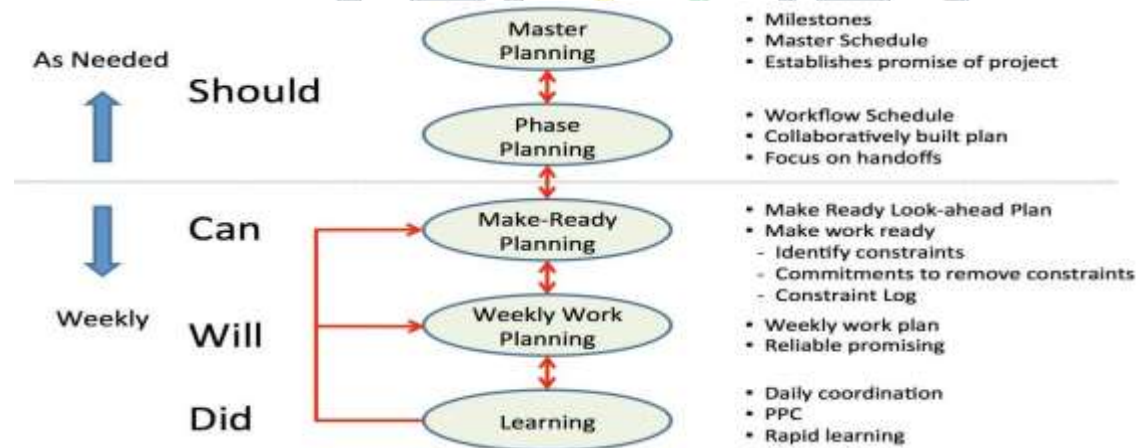 As Needed
Should
Master
Planning
• Milestones
• Master Schedule
• Establishes promise of project
Phase
Planning
• Workflow Schedule
• Collaboratively built plan
• Focus on handoffs
Can
Make-Ready
Planning
• Make Ready Look-ahead Plan
• Make work ready
- Identify constraints
- Commitments to remove constraints
- Constraint Log
Weekly
Will
Weekly Work
Planning
• Weekly work plan
• Reliable promising
Did
Learning
• Daily coordination
• PPC
• Rapid learning